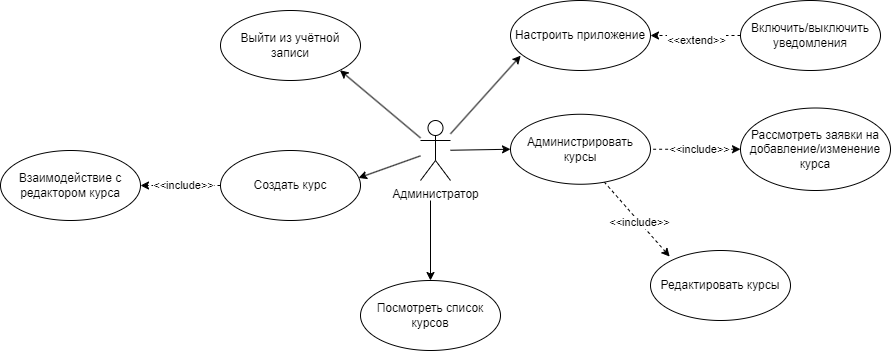 Выйти из учётной
записи
Настроить приложение
<<extend>>
Включить/выключить
уведомления
Администрировать
курсы
<<include>>
Рассмотреть заявки на
добавление/изменение
курса
Взаимодействие с
редактором курса
<<include>>
Создать курс
Администратор
<<include>>
Редактировать курсы
Посмотреть список
курсов